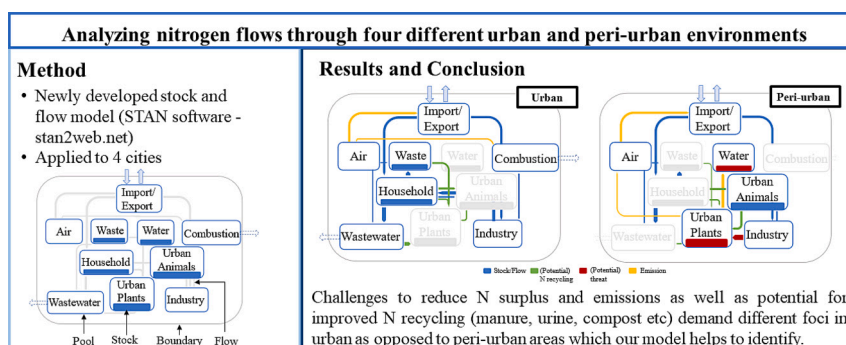 Analyzing nitrogen flows through four different urban and peri-urban environments
Method
• Newly developed stock and
flow model (STAN software -
stan2web.net)
• Applied to 4 cities
Import/
Export
Air
Waste
Water
Combustion
Household
Urban
Animals
Wastewater
Urban
Plants
Industry
Pool
Stock
Boundary
Flow
Results and Conclusion
Urban
Import/
Export
Air
Waste
Water
Combustion
Household
Urban
Animals
Urban
Plants
Wastewater
Industry
Peri-urban
Import/
Export
Air
Waste
Water
Combustion
Household
Urban
Animals
Wastewater
Urban
Plants
Industry
Stock/Flow
(Potential)
N recycling
(Potential)
threat
Emission
Challenges to reduce N surplus and emissions as well as potential for
improved N recycling (manure, urine, compost etc) demand different foci in
urban as opposed to peri-urban areas which our model helps to identify.